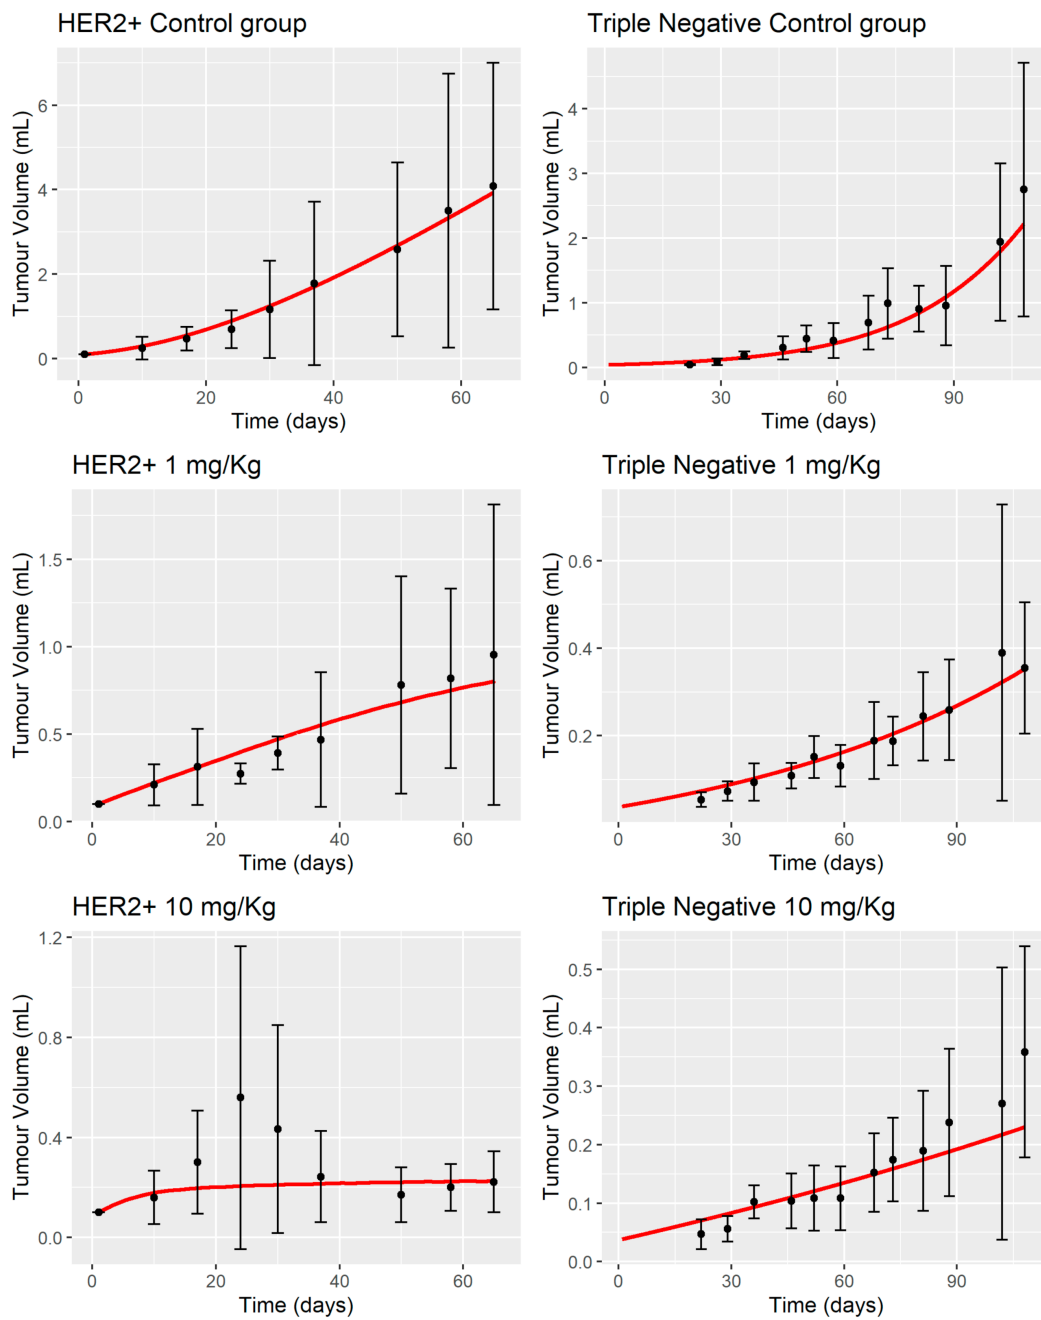 HER2+ Control group
Tumour Volume (mL)
6
4
2
0
0 20 40 60
Time (days)
Triple Negative Control group
Tumour Volume (mL)
4
3
2
1
0
0 30 60 90
Time (days)
HER2+ 1 mg/Kg
Tumour Volume (mL)
1.5
1.0
0.5
0.0
0 20 40 60
Time (days)
Triple Negative 1 mg/Kg
Tumour Volume (mL)
0.6
0.4
0.2
0 30 60 90
Time (days)
HER2+ 10 mg/Kg
Tumour Volume (mL)
1.2
0.8
0.4
0.0
0 20 40 60
Time (days)
Triple Negative 10 mg/Kg
Tumour Volume (mL)
0.5
0.4
0.3
0.2
0.1
0.0
0 30 60 90
Time (days)